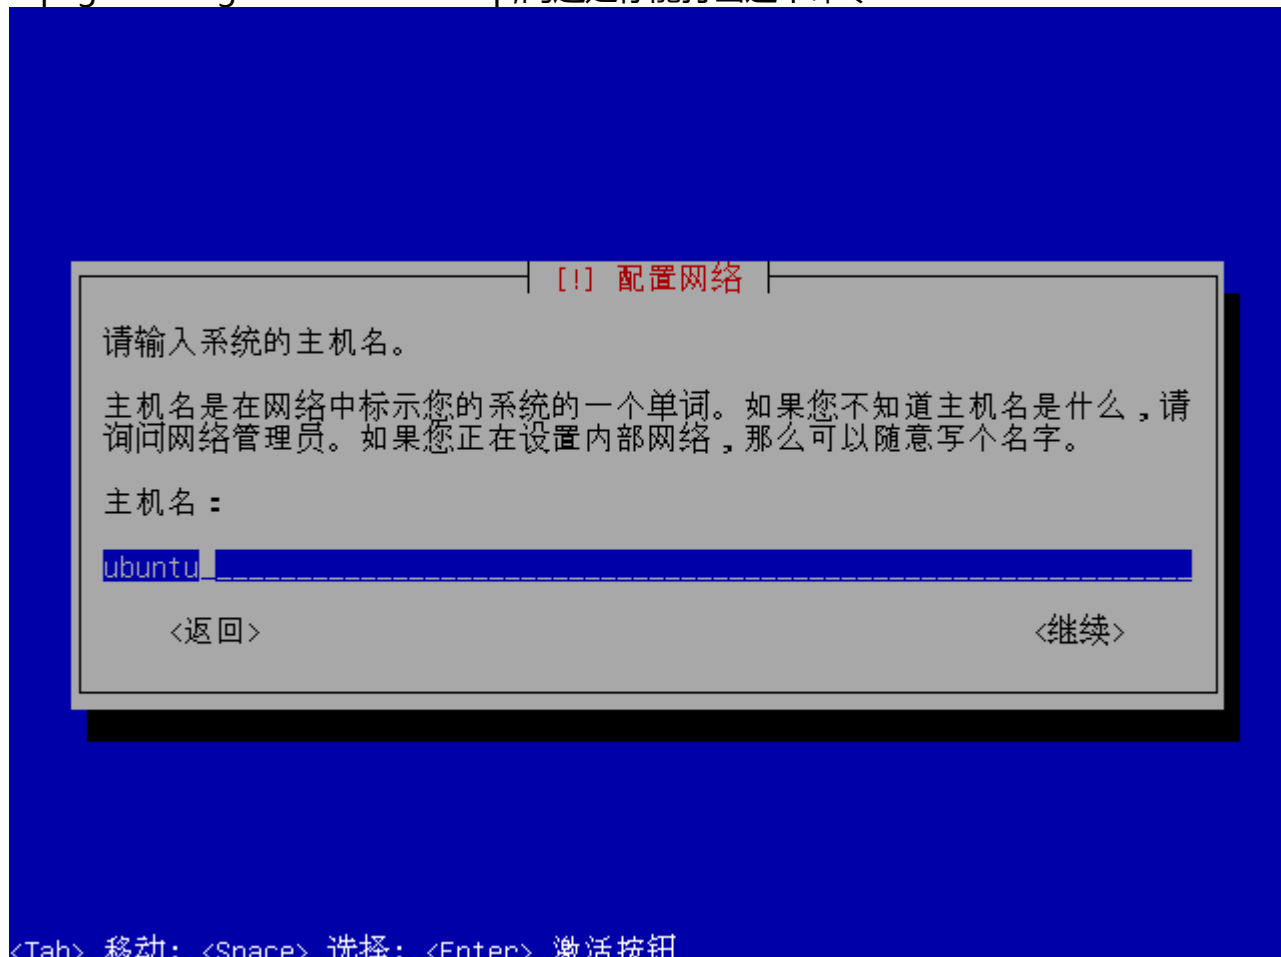 [!] 配置网络
请输入系统的主机名。
主机名是在网络中标示您的系统的一个单词。如果您不知道主机名是什么，请
询问网络管理员。如果您正在设置内部网络，那么可以随意写个名字。
主机名：
ubuntu
<返回> <继续>
<Tab> 移动; <Space> 选择; <Enter> 激活按钮